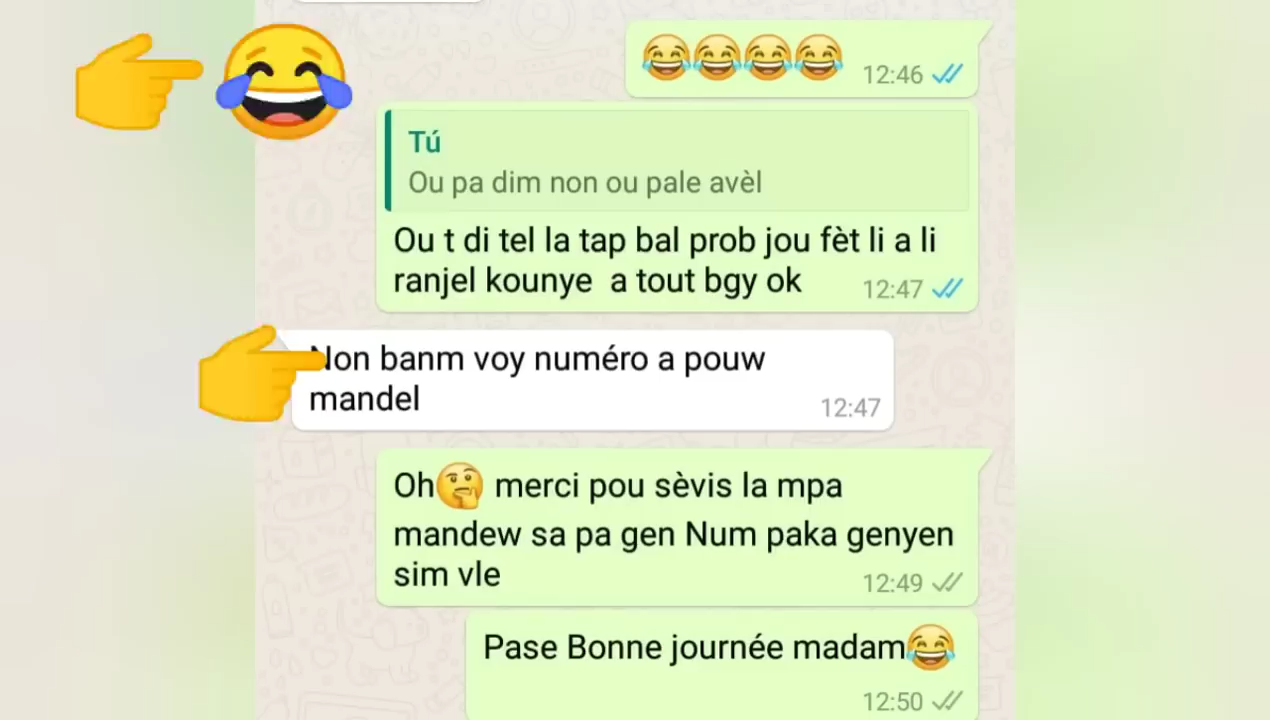 😂😂😂😂 12:46
Tú
Ou pa dim non ou pale avèl
Ou t di tel la tap bal prob jou fèt li a li
ranjel kounye a tout bgy ok 12:47
Non banm voy numéro a pouw
mandel 12:47
Oh🤔 merci pou sèvis la mpa
mandew sa pa gen Num paka genyen
sim vle 12:49
Pase Bonne journée madam😂
12:50